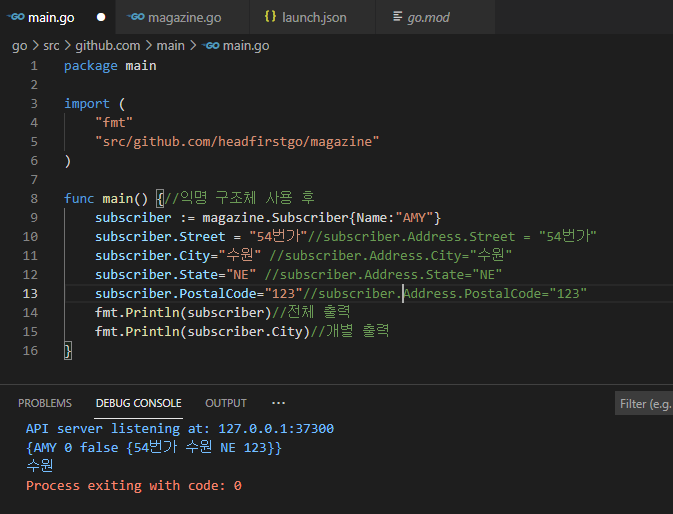 main.go ● magazine.go {} launch.json go.mod
go > src > github.com > main > main.go
1 package main
2
3 import (
4 "fmt"
5 "src/github.com/headfirstgo/magazine"
6 )
7
8 func main() {//익명 구조체 사용 후
9 subscriber := magazine.Subscriber{Name:"AMY"}
10 subscriber.Street = "54번가"//subscriber.Address.Street = "54번가"
11 subscriber.City="수원" //subscriber.Address.City="수원"
12 subscriber.State="NE" //subscriber.Address.State="NE"
13 subscriber.PostalCode="123"//subscriber.Address.PostalCode="123"
14 fmt.Println(subscriber)//전체 출력
15 fmt.Println(subscriber.City)//개별 출력
16 }
PROBLEMS DEBUG CONSOLE OUTPUT ··· Filter (e.g.
API server listening at: 127.0.0.1:37300
{AMY 0 false {54번가 수원 NE 123}}
수원
Process exiting with code: 0